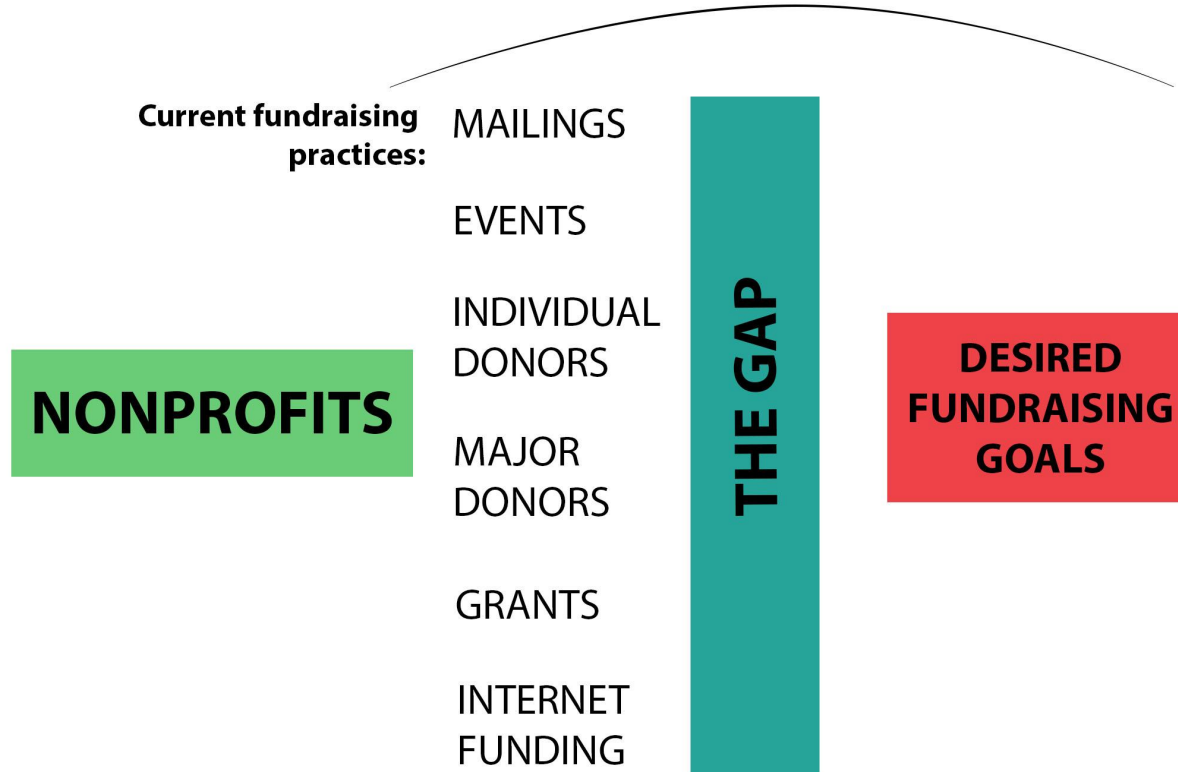 Current fundraising
practices:
MAILINGS
EVENTS
INDIVIDUAL
DONORS
MAJOR
DONORS
GRANTS
INTERNET
FUNDING
NONPROFITS
THE GAP
DESIRED
FUNDRAISING
GOALS